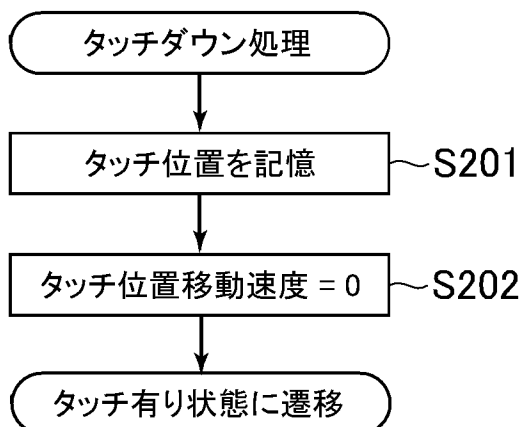 タッチダウン処理
タッチ位置を記憶
S201
タッチ位置移動速度 = 0
S202
タッチ有り状態に遷移